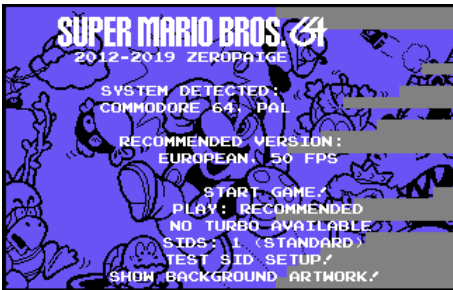 SUPER MARIO BROS. 64
2012-2019 ZEROPAIGE
SYSTEM DETECTED:
COMMODORE 64, PAL
RECOMMENDED VERSION:
EUROPEAN, 50 FPS
START GAME!
PLAY: RECOMMENDED
NO TURBO AVAILABLE
SIDS: 1 (STANDARD)
TEST SID SETUP!
SHOW BACKGROUND ARTWORK!